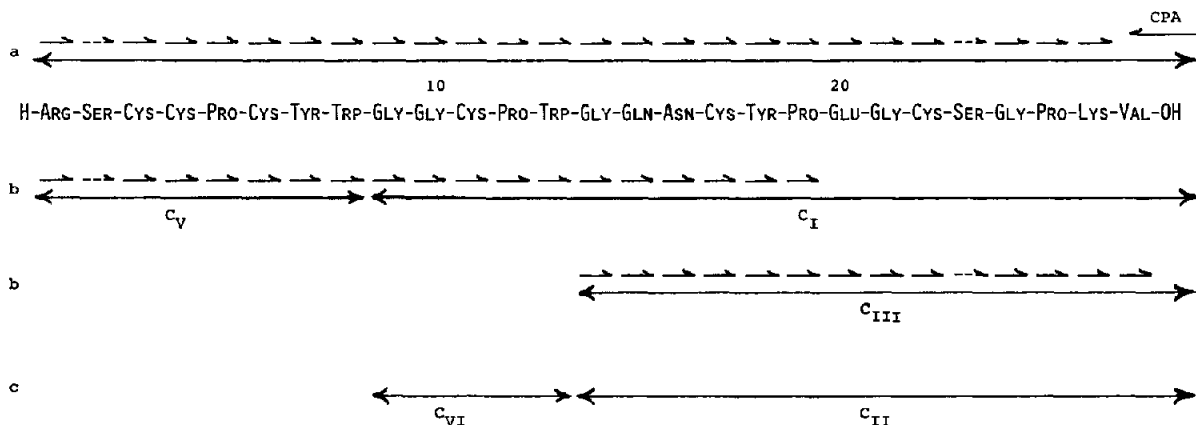 CPA
a
10 20
H-ARG-SER-CYS-CYS-PRO-CYS-TYR-TRP-GLY-GLY-CYS-PRO-TRP-GLY-GLN-ASN-CYS-TYR-PRO-GLU-GLY-CYS-SER-GLY-PRO-LYS-VAL-OH
b
CV CI
b
CIII
c
CVI CII